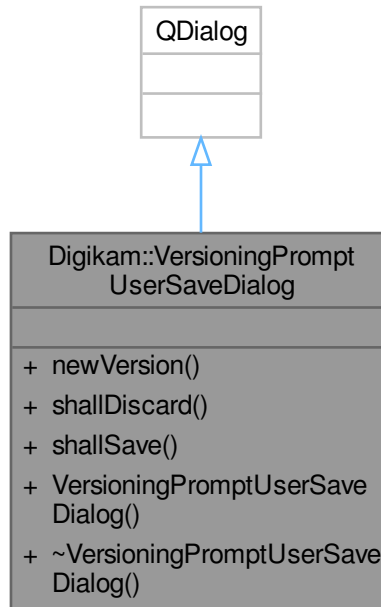 QDialog
Digikam::VersioningPrompt
UserSaveDialog
+ newVersion()
+ shallDiscard()
+ shallSave()
+ VersioningPromptUserSave
Dialog()
+ ~VersioningPromptUserSave
Dialog()